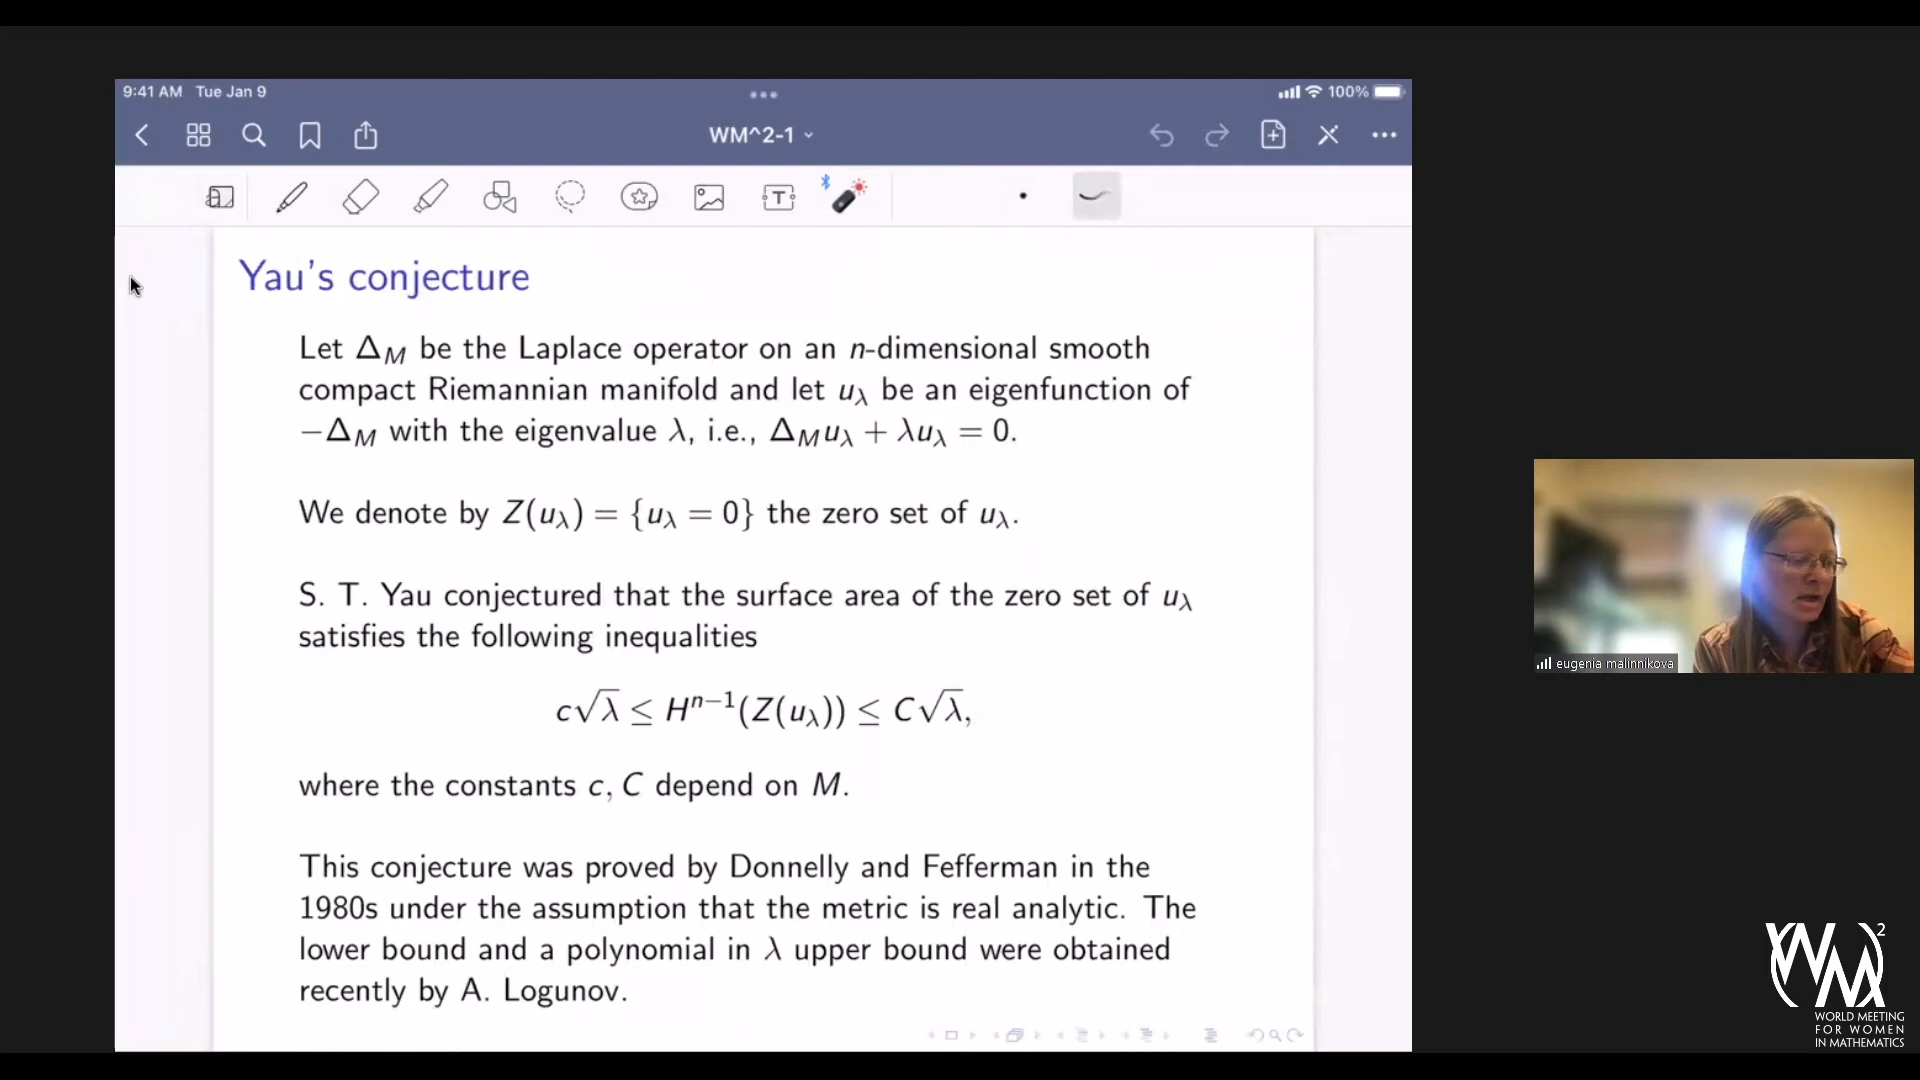 9:41 AM Tue Jan 9
100%
WM^2-1
T
Yau's conjecture
Let Δ_M be the Laplace operator on an n-dimensional smooth
compact Riemannian manifold and let u_λ be an eigenfunction of
−Δ_M with the eigenvalue λ, i.e., Δ_M u_λ + λu_λ = 0.
We denote by Z(u_λ) = {u_λ = 0} the zero set of u_λ.
S. T. Yau conjectured that the surface area of the zero set of u_λ
satisfies the following inequalities
c√λ ≤ H^{n−1}(Z(u_λ)) ≤ C√λ,
where the constants c, C depend on M.
This conjecture was proved by Donnelly and Fefferman in the
1980s under the assumption that the metric is real analytic. The
lower bound and a polynomial in λ upper bound were obtained
recently by A. Logunov.
eugenia malinnikova
WM²
WORLD MEETING
FOR WOMEN
IN MATHEMATICS